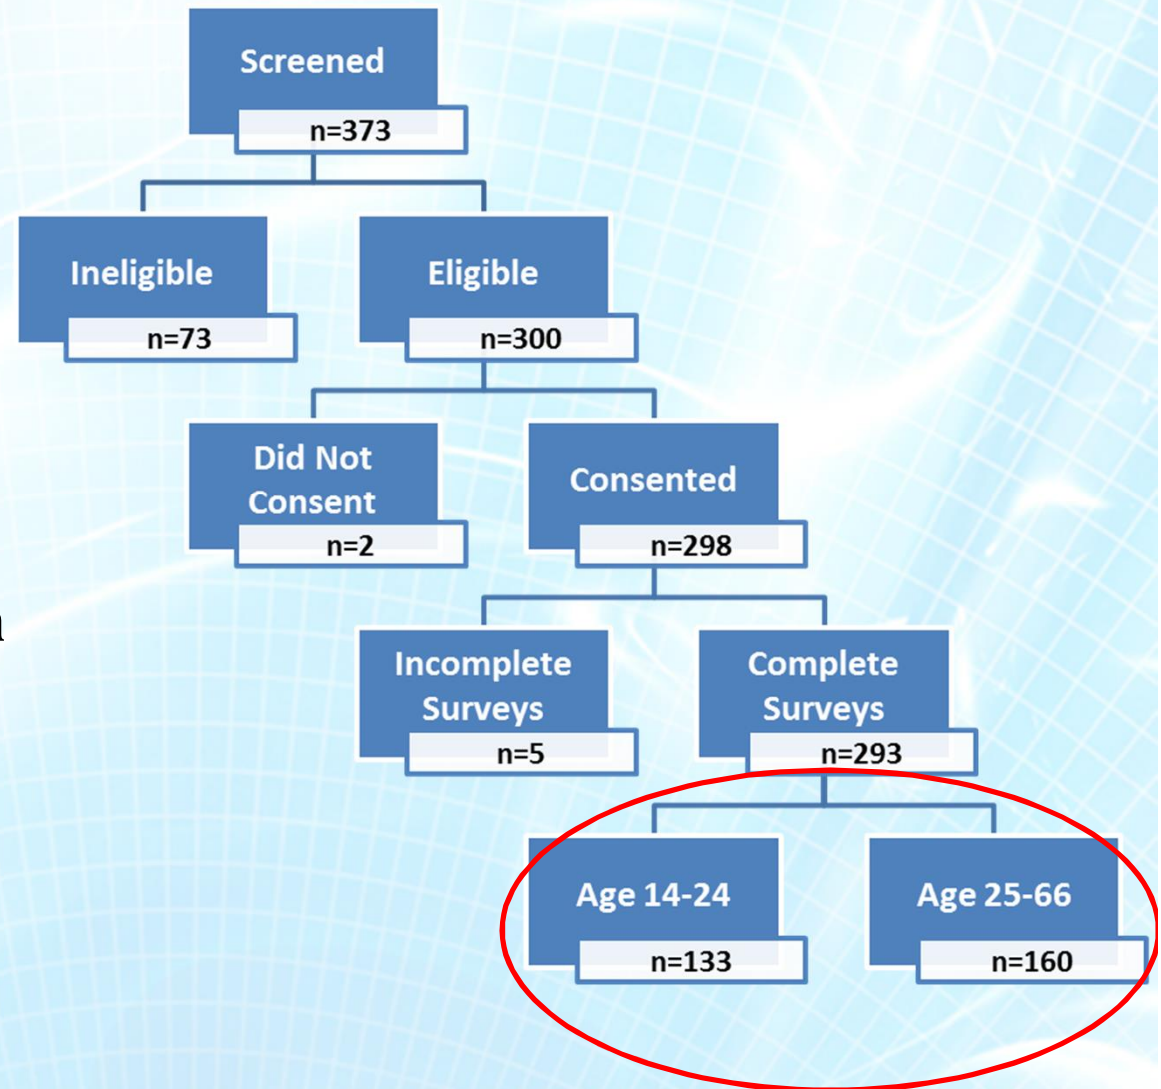 Screened
n=373
Ineligible
n=73
Eligible
n=300
Did Not
Consent
n=2
Consented
n=298
Incomplete
Surveys
n=5
Complete
Surveys
n=293
Age 14-24
n=133
Age 25-66
n=160